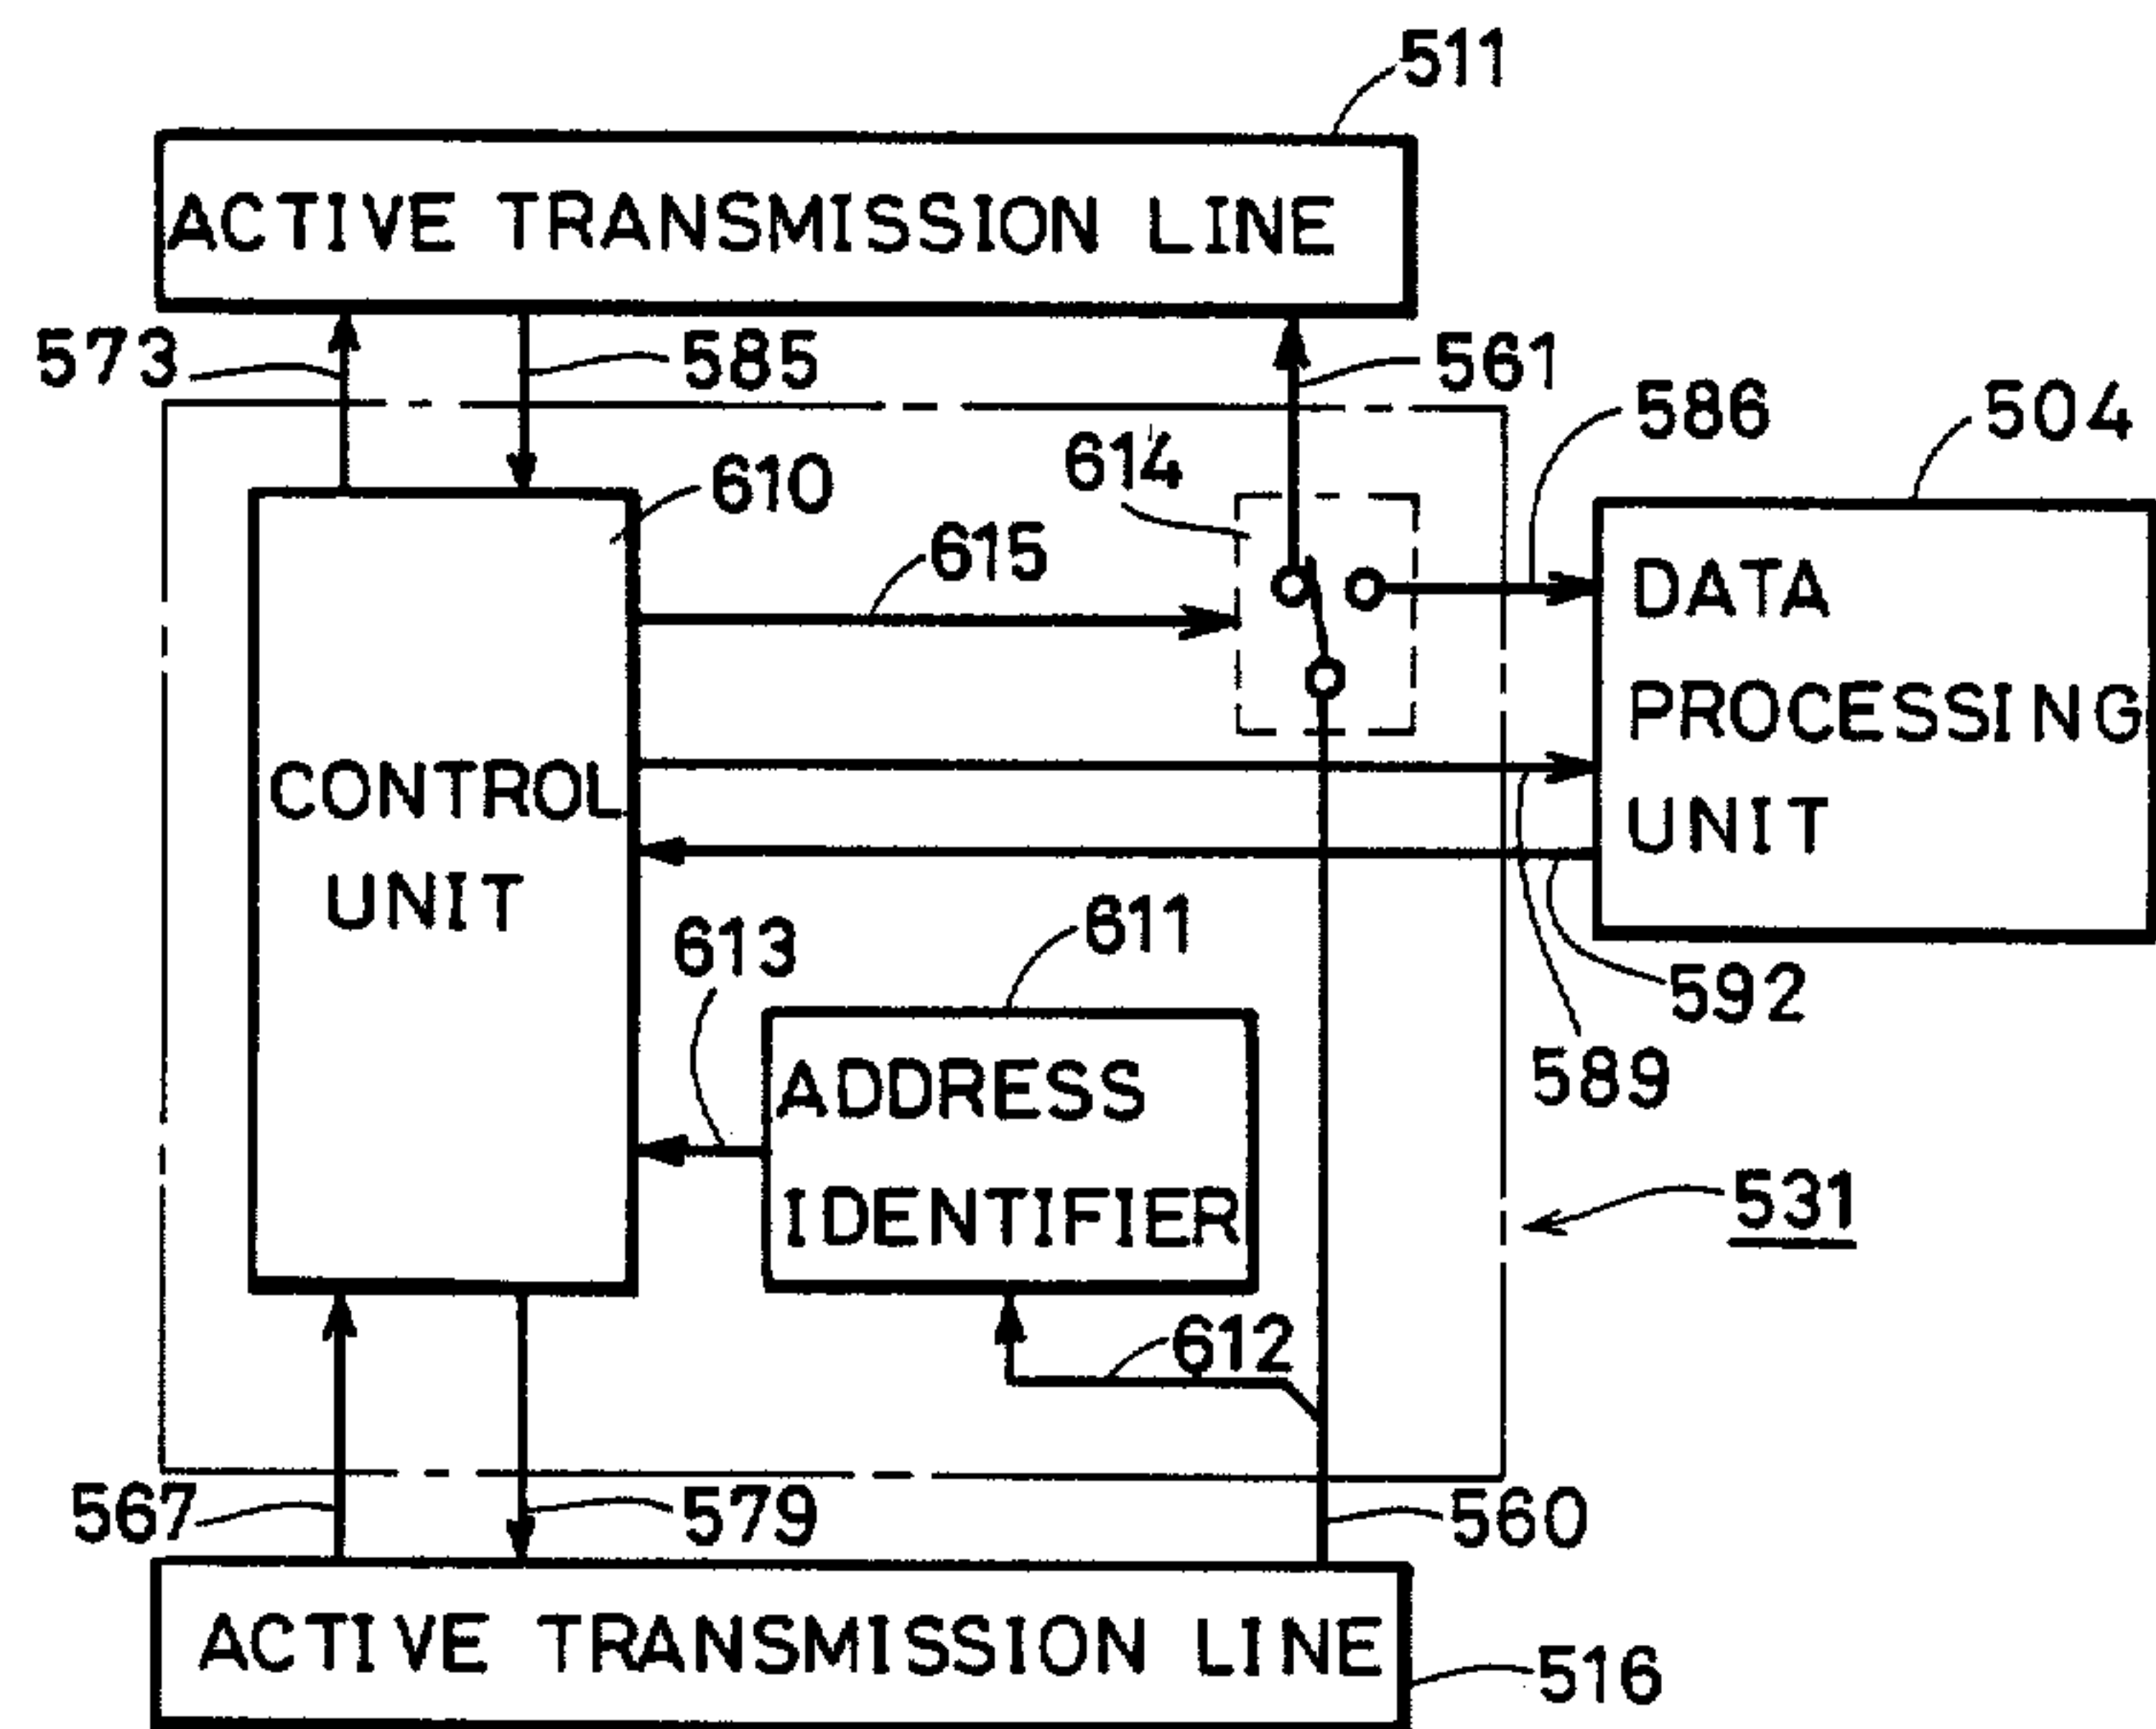 511
ACTIVE TRANSMISSION LINE
573
585
561
586
504
610
614
615
DATA
PROCESSING
UNIT
CONTROL
UNIT
613
611
592
589
ADDRESS
IDENTIFIER
531
612
567
579
560
ACTIVE TRANSMISSION LINE
516